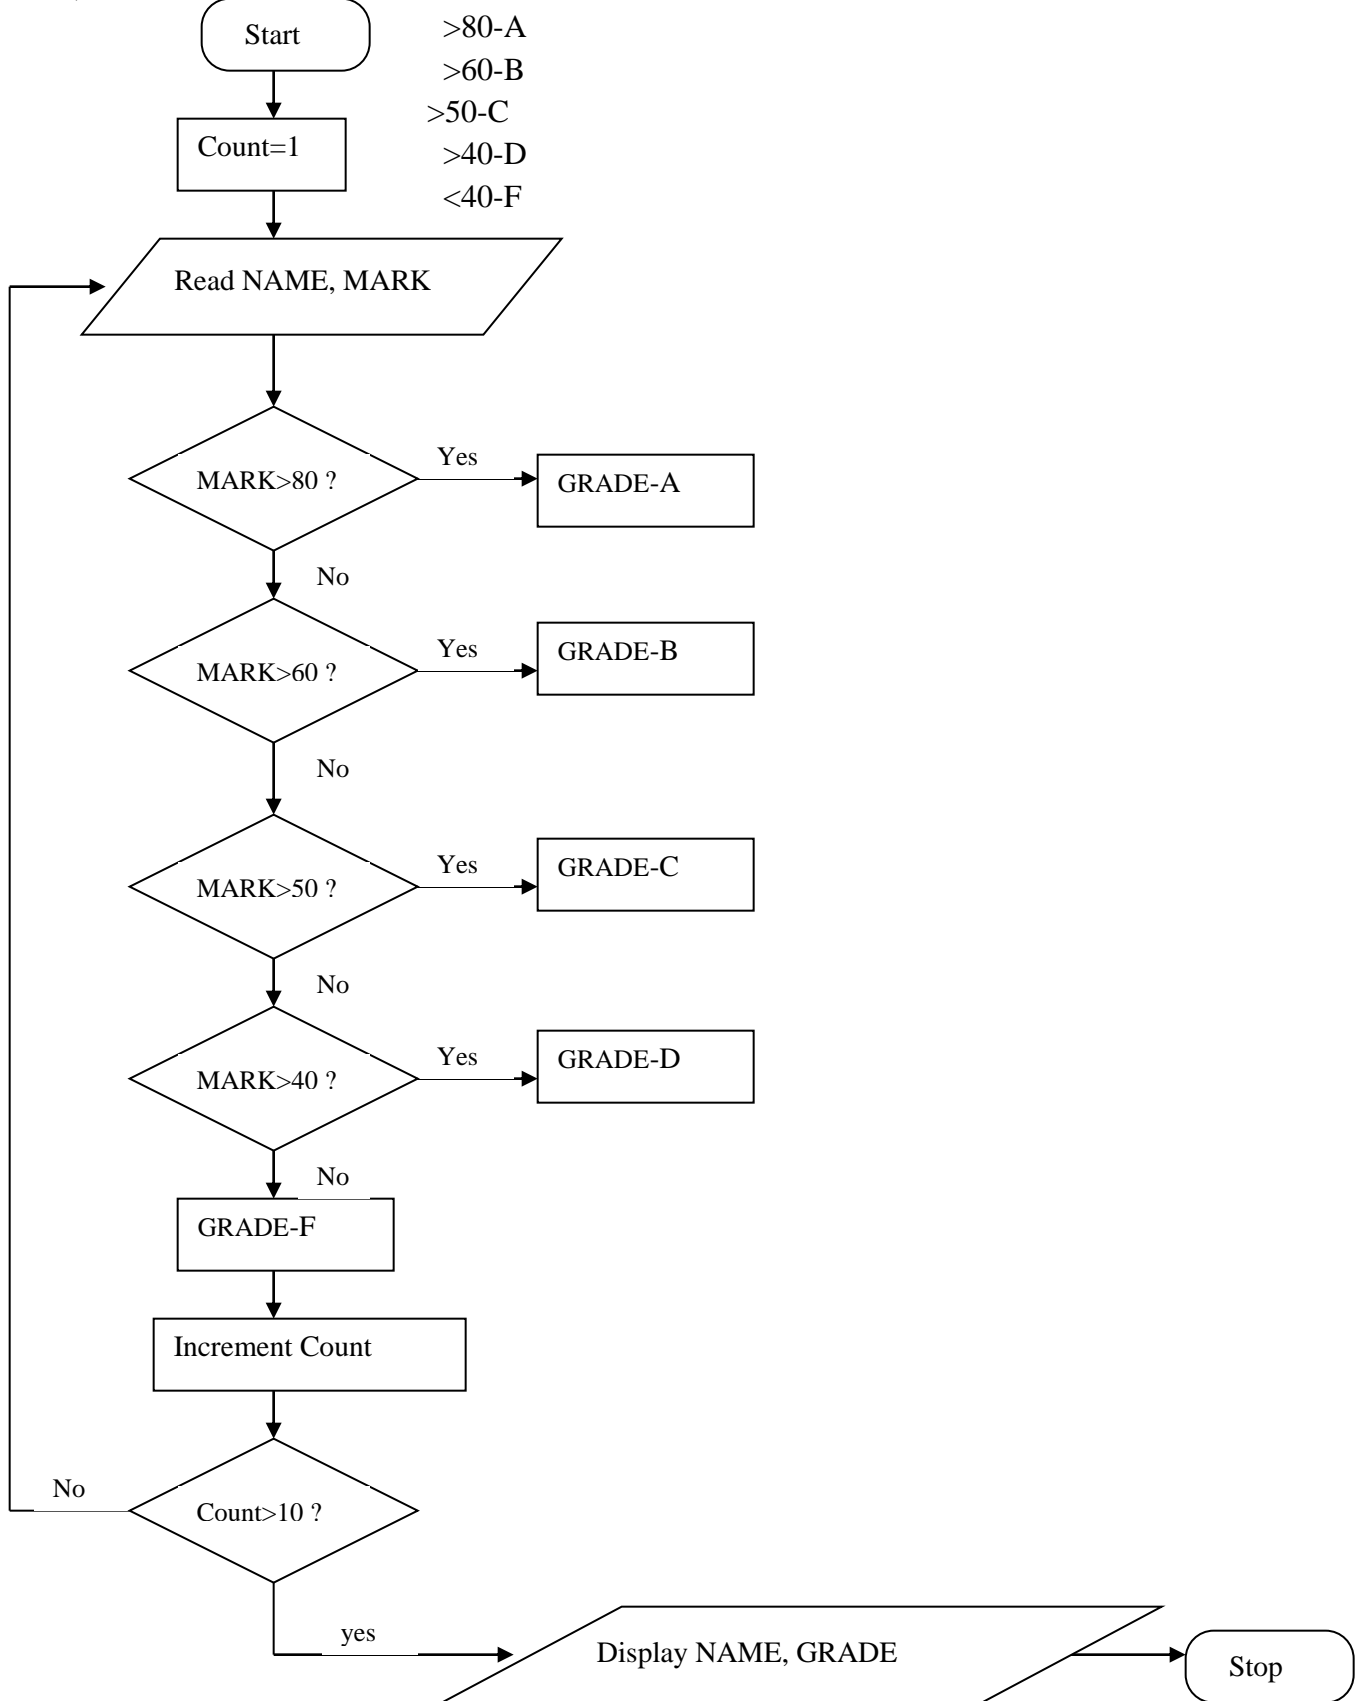 Start
>80-A
>60-B
>50-C
>40-D
<40-F
Count=1
Read NAME, MARK
MARK>80 ?
Yes
GRADE-A
No
MARK>60 ?
Yes
GRADE-B
No
MARK>50 ?
Yes
GRADE-C
No
MARK>40 ?
Yes
GRADE-D
No
GRADE-F
Increment Count
No
Count>10 ?
yes
Display NAME, GRADE
Stop